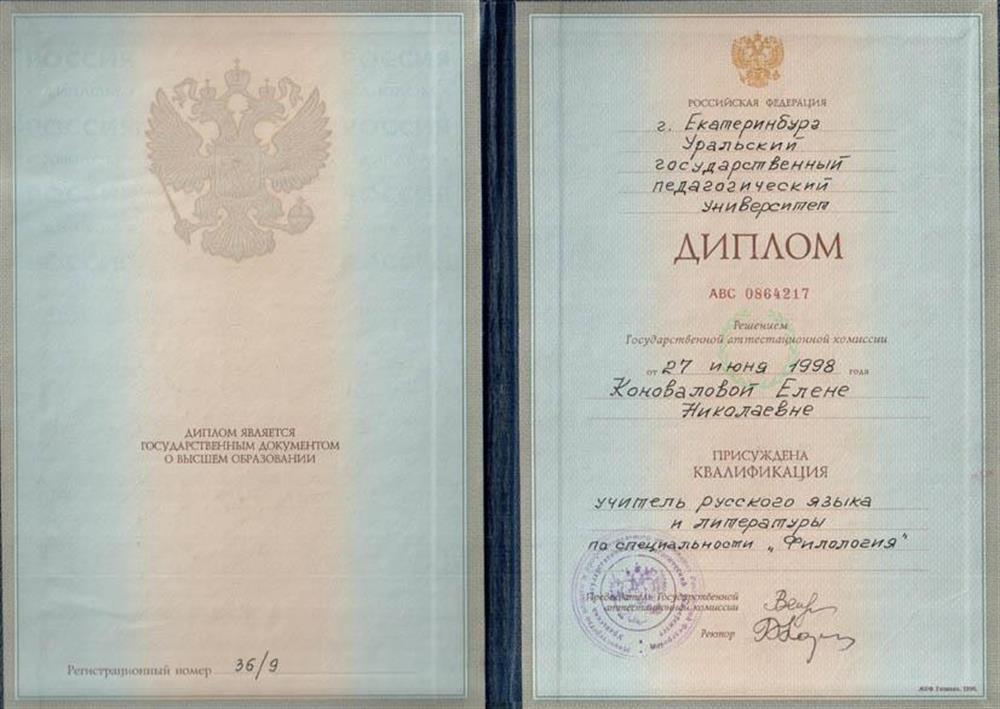 ДИПЛОМ ЯВЛЯЕТСЯ
ГОСУДАРСТВЕННЫМ ДОКУМЕНТОМ
О ВЫСШЕМ ОБРАЗОВАНИИ
Регистрационный номер 36/9
РОССИЙСКАЯ ФЕДЕРАЦИЯ
г. Екатеринбург
Уральский
государственный
педагогический
университет
ДИПЛОМ
АВС 0864217
Решением
Государственной аттестационной комиссии
от 27 июня 1998 года
Коноваловой Елене
Николаевне
ПРИСУЖДЕНА
КВАЛИФИКАЦИЯ
учитель русского языка
и литературы
по специальности „Филология"
Председатель Государственной
аттестационной комиссии
Ректор